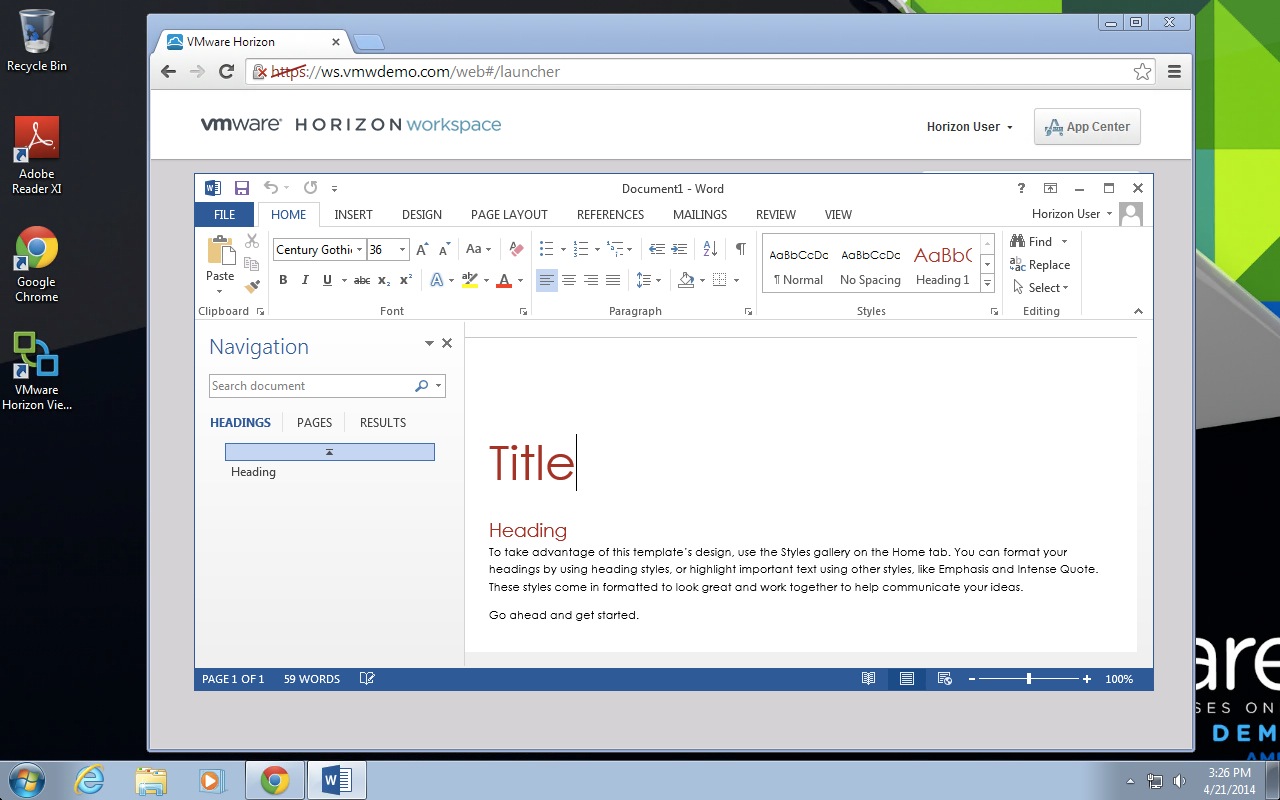 Recycle Bin
Adobe
Reader XI
Google
Chrome
VMware
Horizon Vie...
VMware Horizon
https://ws.vmwdemo.com/web#/launcher
vmware HORIZON workspace
Horizon User
App Center
Document1 - Word
FILE HOME INSERT DESIGN PAGE LAYOUT REFERENCES MAILINGS REVIEW VIEW
Horizon User
Paste
Century Gothi 36
Aa
B I U abc x₂ x²
Clipboard Font Paragraph Styles Editing
AaBbCcDc AaBbCcDc AaBbC
¶ Normal No Spacing Heading 1
Find
Replace
Select
Navigation
Search document
HEADINGS PAGES RESULTS
Heading
Title
Heading
To take advantage of this template's design, use the Styles gallery on the Home tab. You can format your
headings by using heading styles, or highlight important text using other styles, like Emphasis and Intense Quote.
These styles come in formatted to look great and work together to help communicate your ideas.
Go ahead and get started.
PAGE 1 OF 1 59 WORDS
100%
are
SES ON
DEM
3:26 PM
4/21/2014